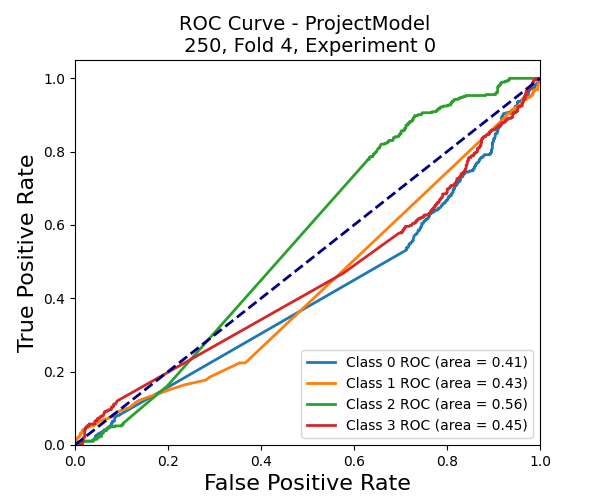 ROC Curve - ProjectModel
250, Fold 4, Experiment 0
True Positive Rate
1.0
0.8
0.6
0.4
0.2
0.0
Class 0 ROC (area = 0.41)
Class 1 ROC (area = 0.43)
Class 2 ROC (area = 0.56)
Class 3 ROC (area = 0.45)
0.0 0.2 0.4 0.6 0.8 1.0
False Positive Rate